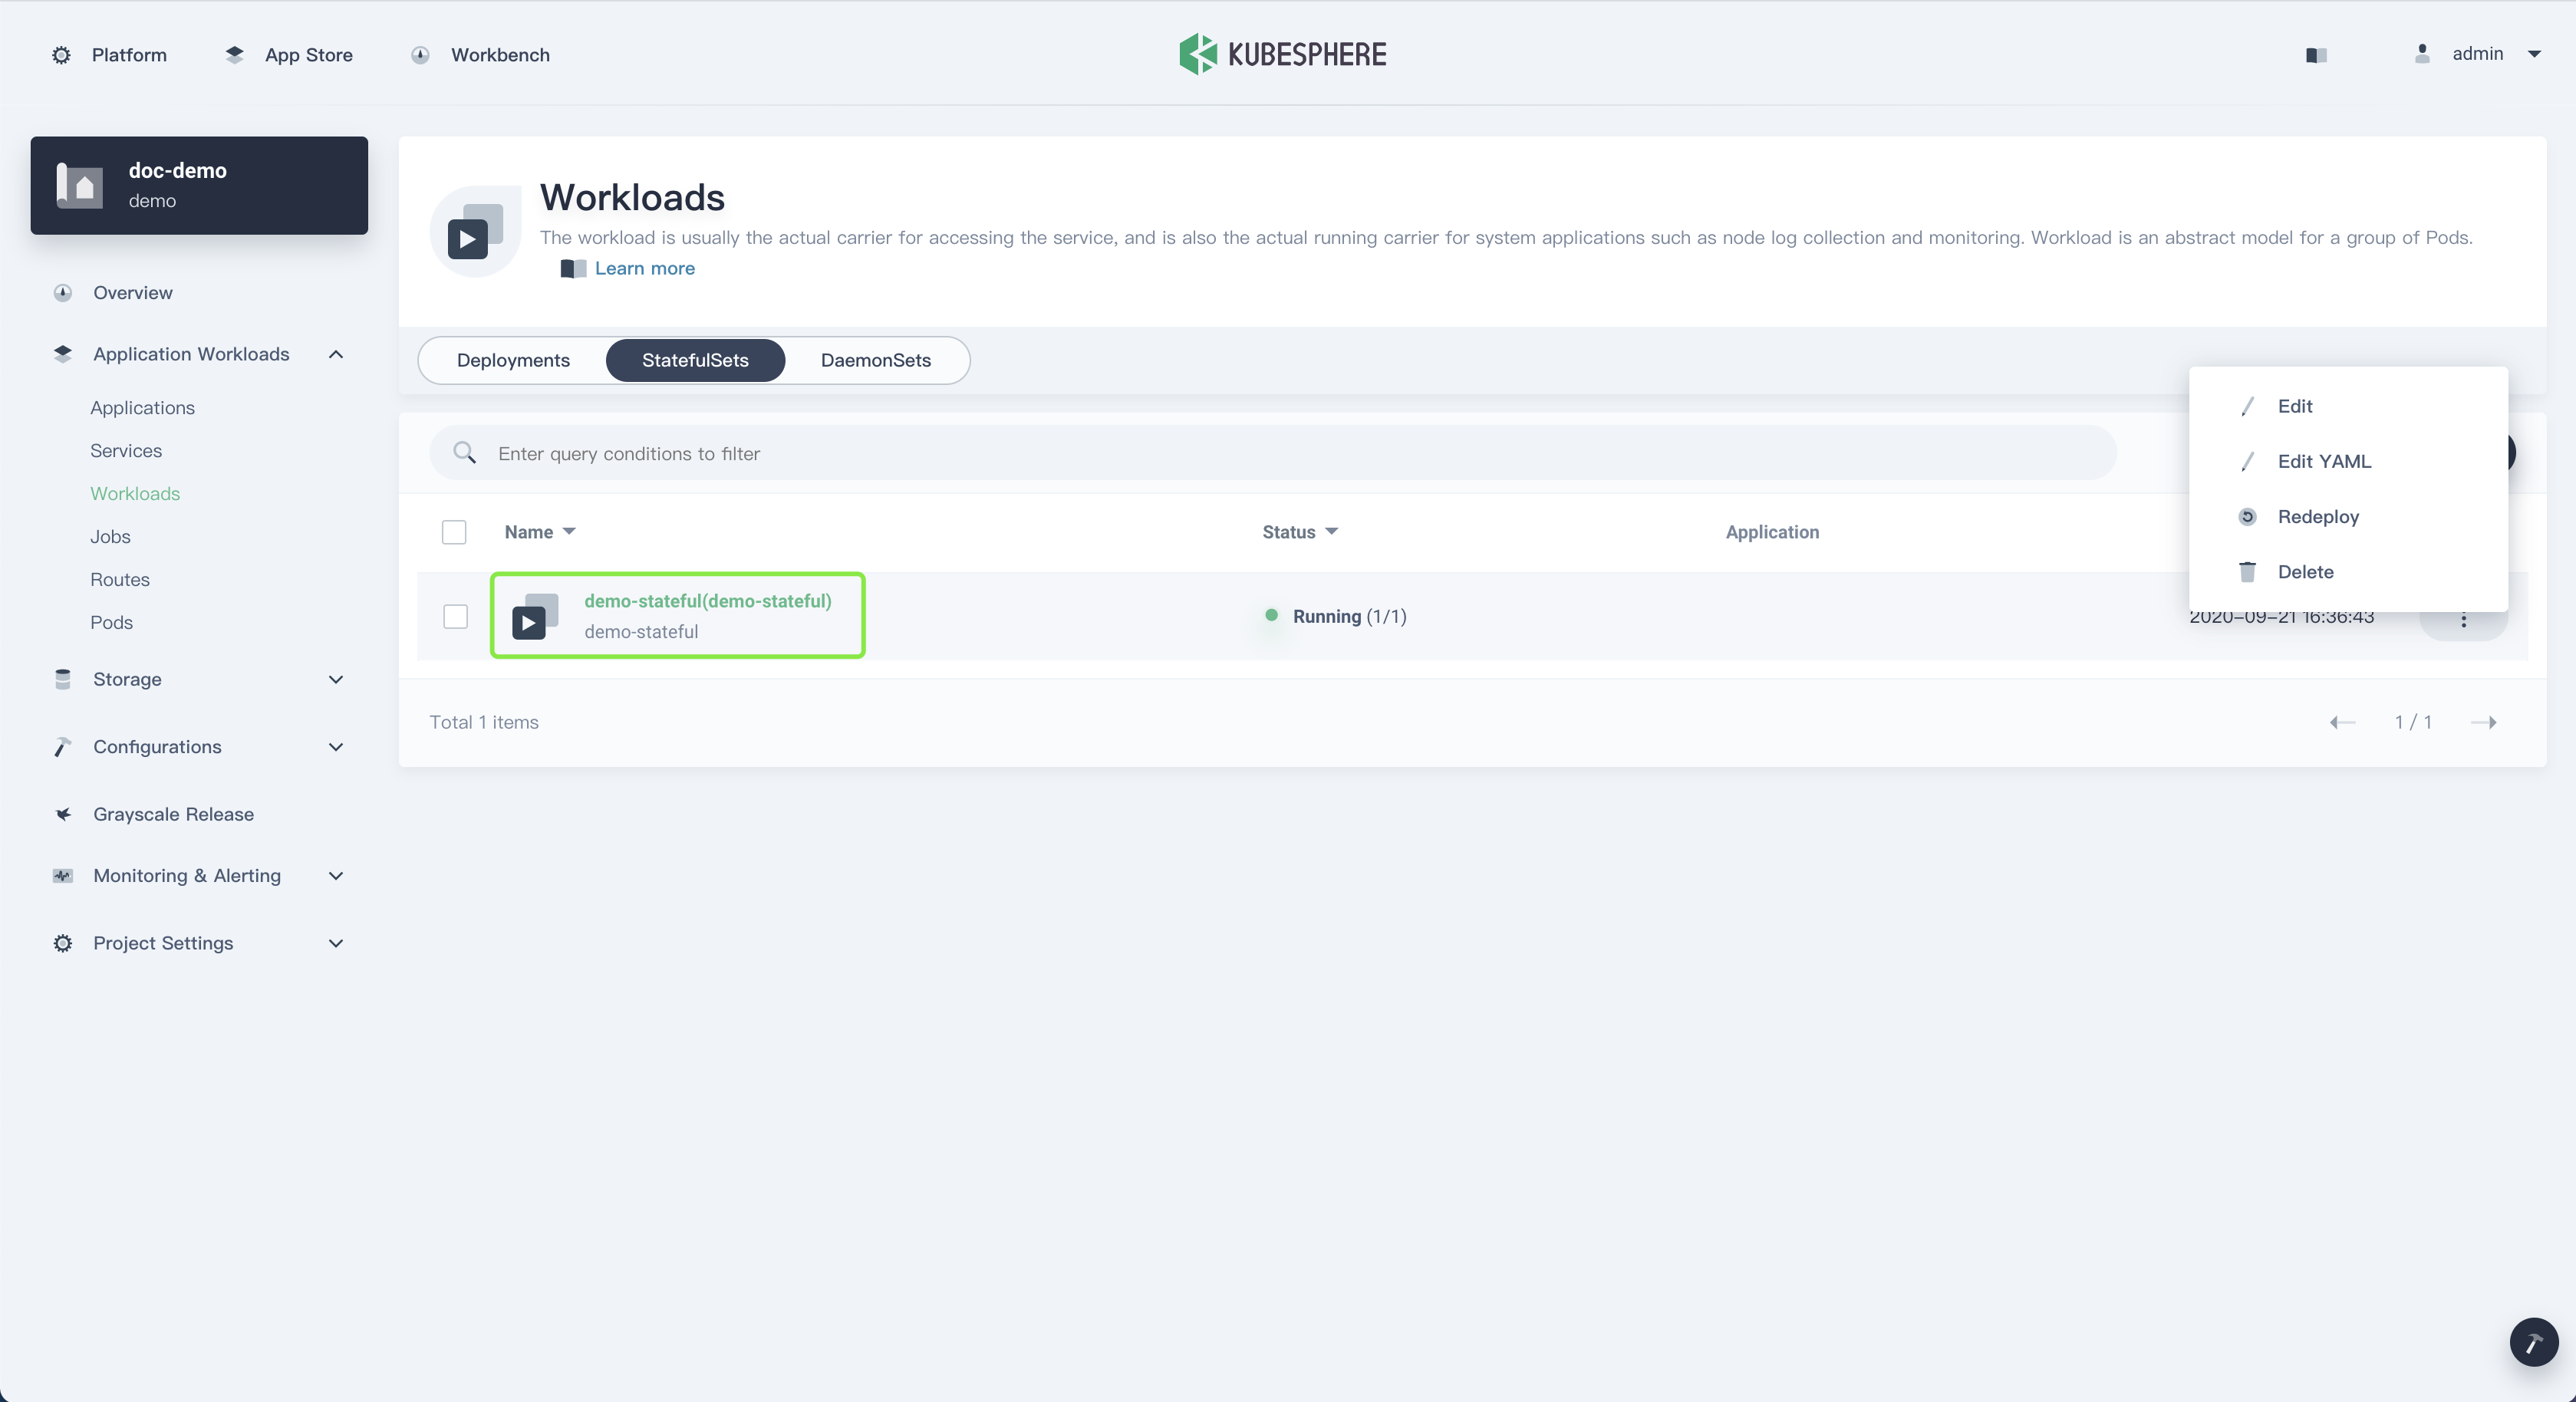 Platform
App Store
Workbench
KUBESPHERE
admin
doc-demo
demo
Overview
Application Workloads
Applications
Services
Workloads
Jobs
Routes
Pods
Storage
Configurations
Grayscale Release
Monitoring & Alerting
Project Settings
Workloads
The workload is usually the actual carrier for accessing the service, and is also the actual running carrier for system applications such as node log collection and monitoring. Workload is an abstract model for a group of Pods.
Learn more
Deployments
StatefulSets
DaemonSets
Enter query conditions to filter
Edit
Edit YAML
Redeploy
Delete
Name
Status
Application
demo-stateful(demo-stateful)
demo-stateful
Running (1/1)
2020-09-21 16:36:43
Total 1 items
1 / 1